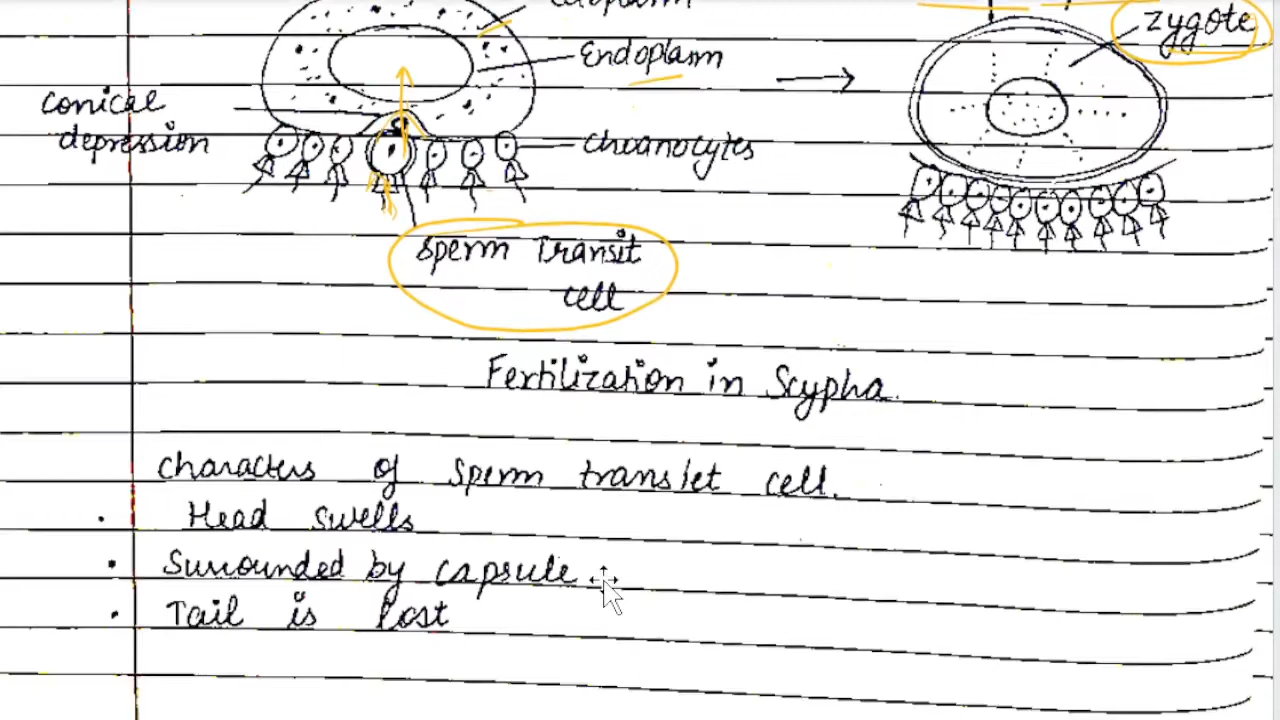 Endoplasm
zygote
conical
depression
choanocytes
Sperm Transit
cell
Fertilization in Scypha.
characters of sperm translet cell.
Head swells
Surrounded by capsule
Tail is lost